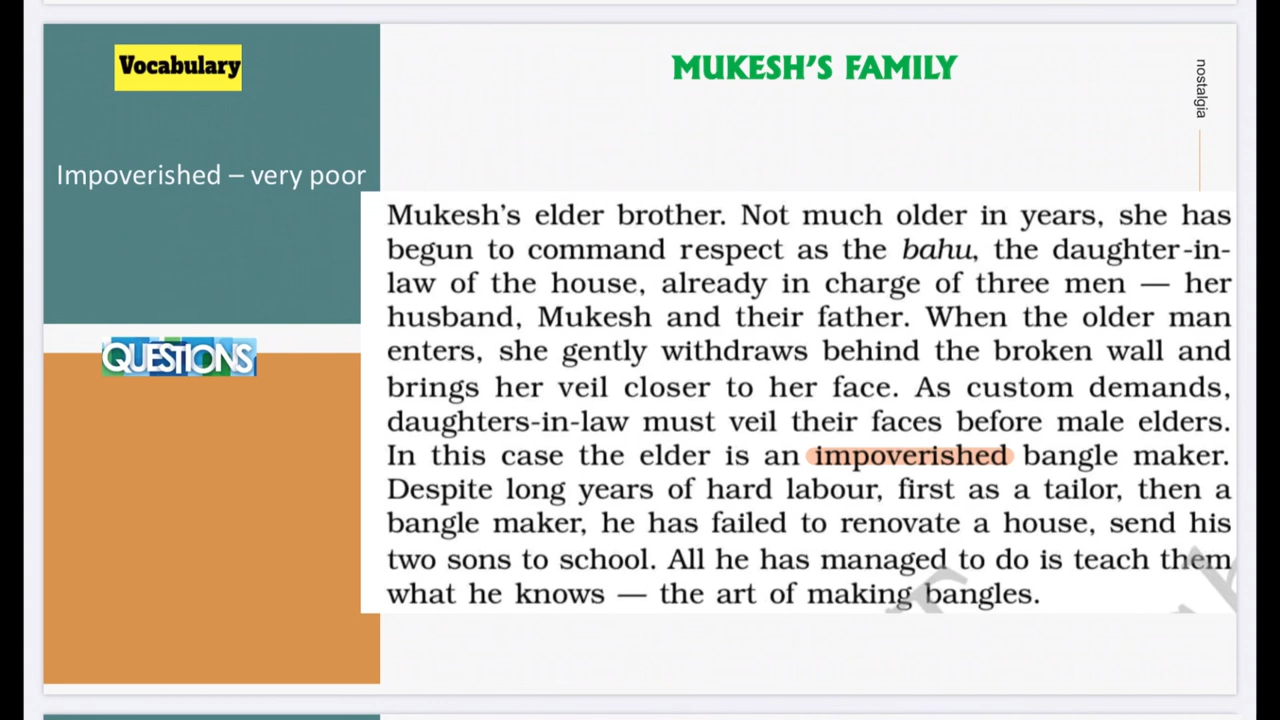 Vocabulary
MUKESH'S FAMILY
nostalgia
Impoverished – very poor
Mukesh's elder brother. Not much older in years, she has
begun to command respect as the bahu, the daughter-in-
law of the house, already in charge of three men — her
husband, Mukesh and their father. When the older man
enters, she gently withdraws behind the broken wall and
brings her veil closer to her face. As custom demands,
daughters-in-law must veil their faces before male elders.
In this case the elder is an impoverished bangle maker.
Despite long years of hard labour, first as a tailor, then a
bangle maker, he has failed to renovate a house, send his
two sons to school. All he has managed to do is teach them
what he knows — the art of making bangles.
QUESTIONS